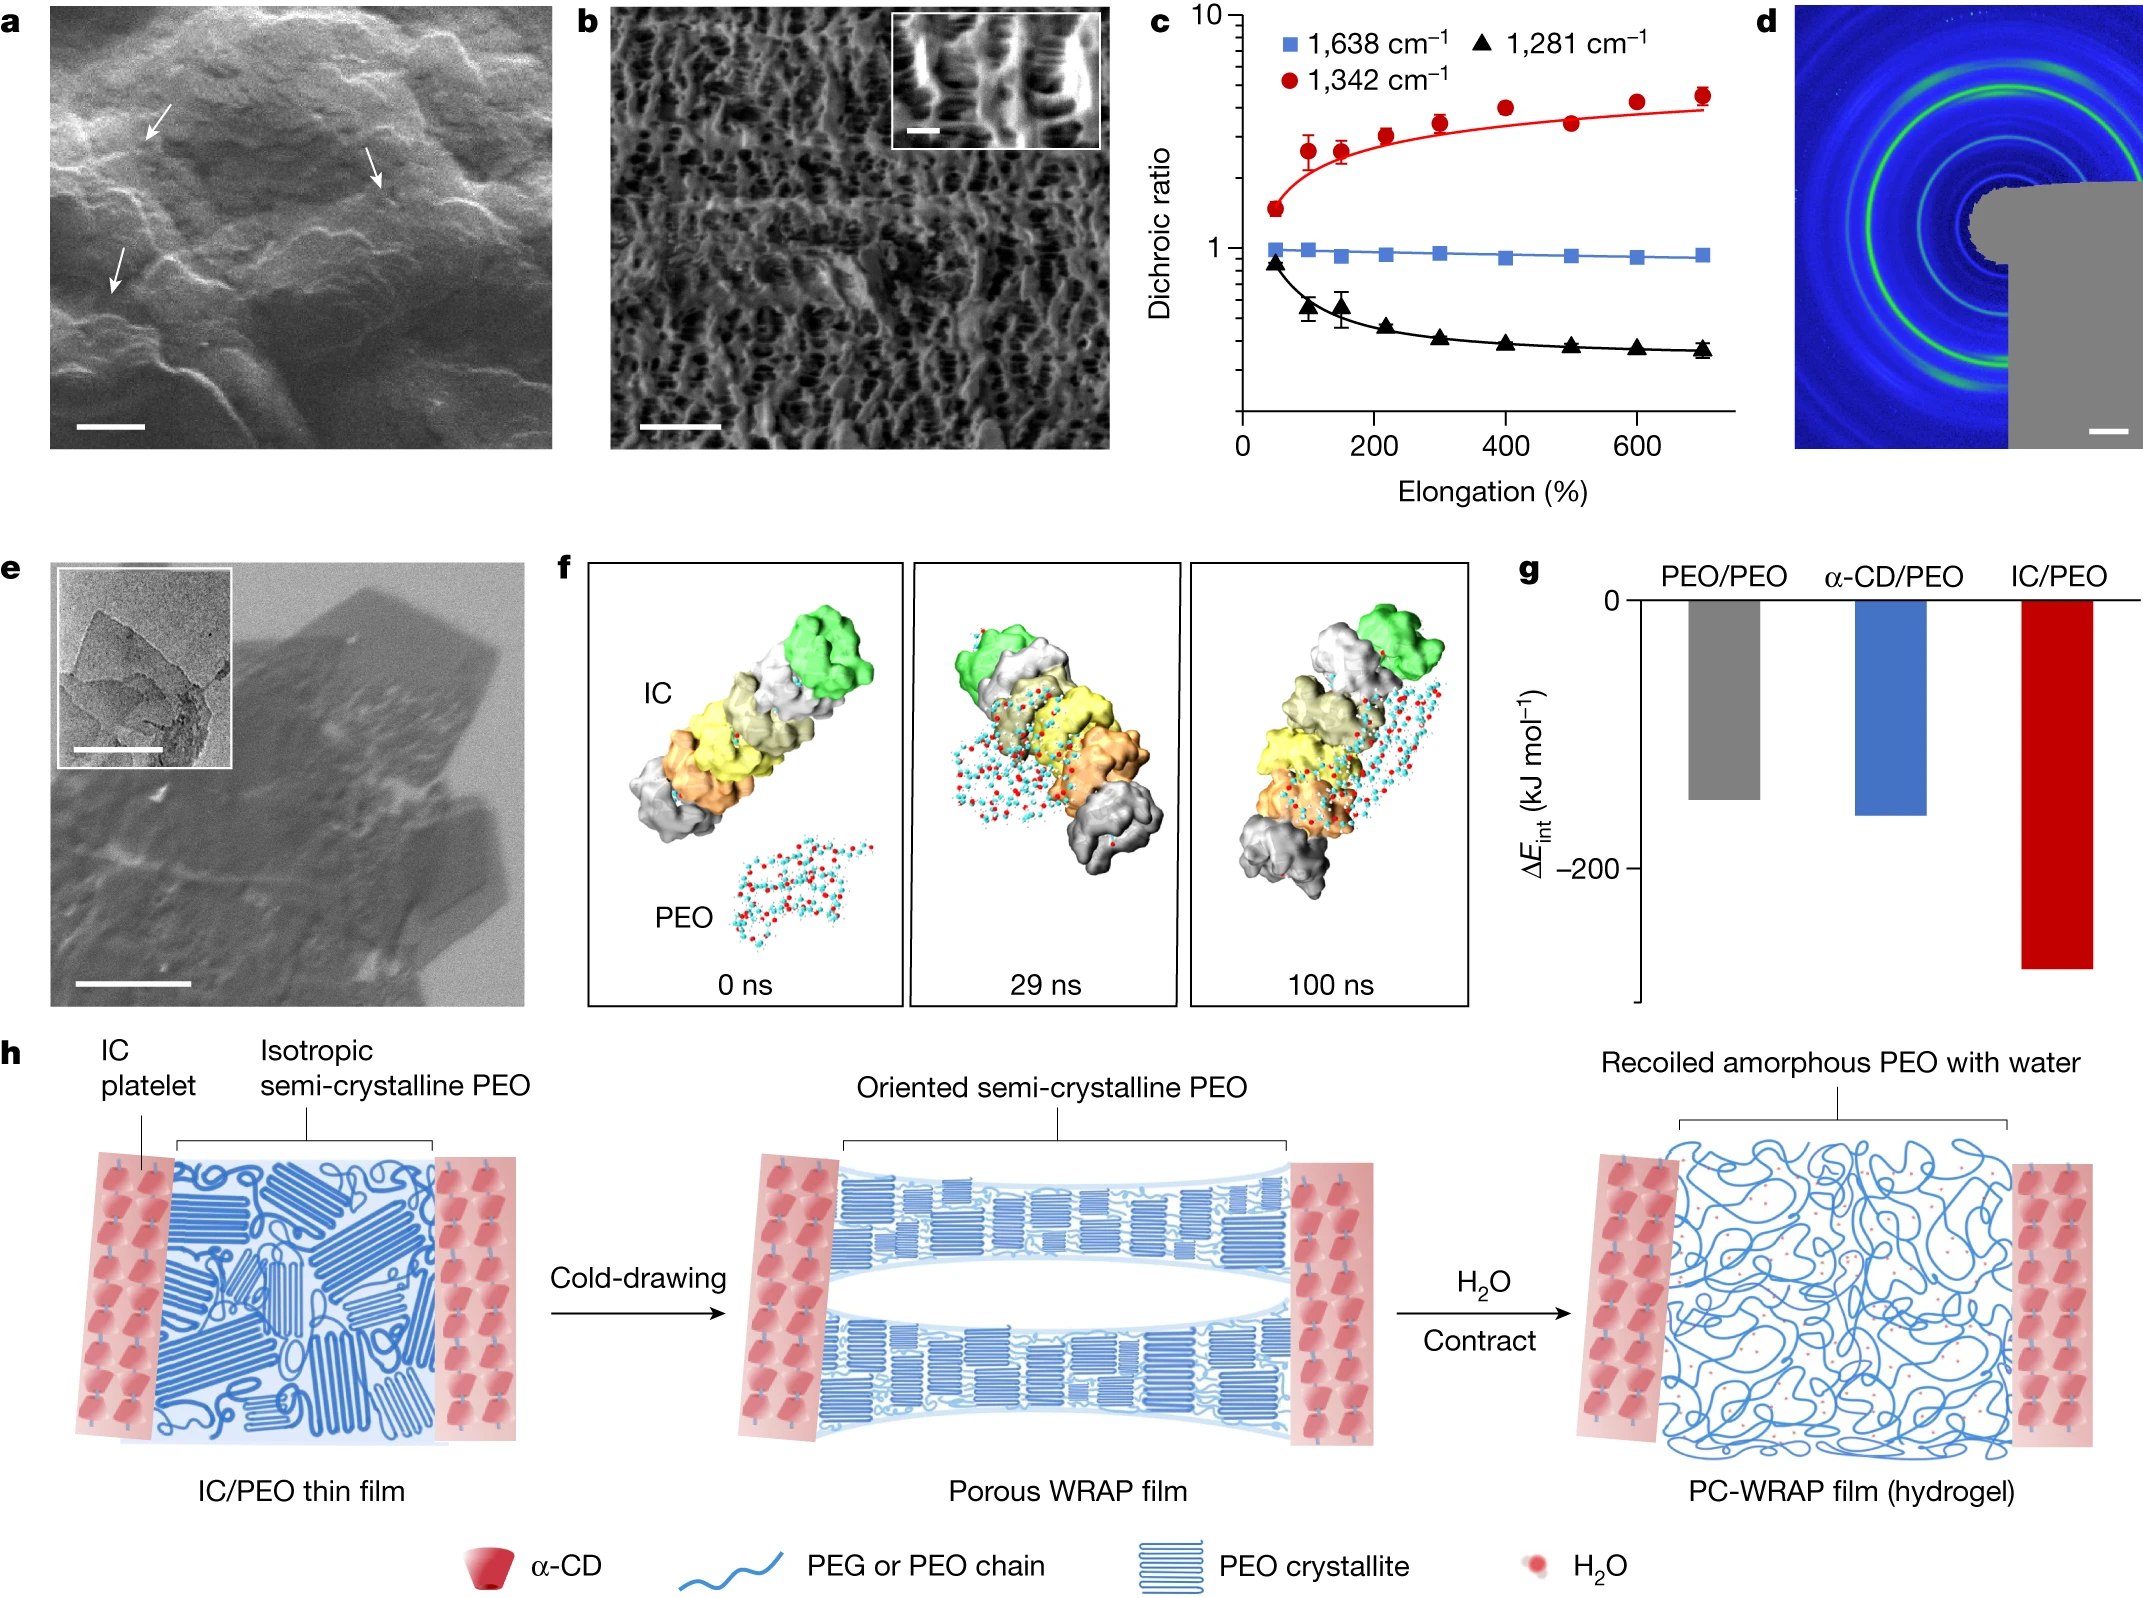 a
b
c
10
1,638 cm⁻¹
1,281 cm⁻¹
1,342 cm⁻¹
1
Dichroic ratio
0
200
400
600
Elongation (%)
d
e
f
IC
PEO
0 ns
29 ns
100 ns
g
PEO/PEO
α-CD/PEO
IC/PEO
0
−200
ΔE_int (kJ mol⁻¹)
h
IC
platelet
Isotropic
semi-crystalline PEO
Oriented semi-crystalline PEO
Recoiled amorphous PEO with water
Cold-drawing
H₂O
Contract
IC/PEO thin film
Porous WRAP film
PC-WRAP film (hydrogel)
α-CD
PEG or PEO chain
PEO crystallite
H₂O